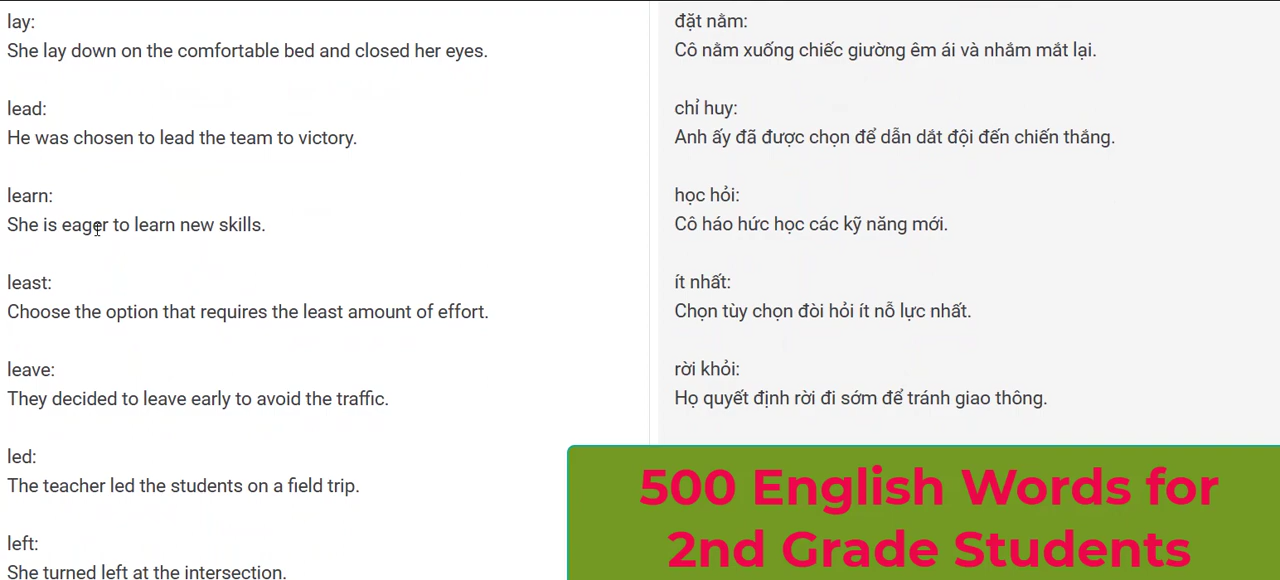 lay:
She lay down on the comfortable bed and closed her eyes.
lead:
He was chosen to lead the team to victory.
learn:
She is eager to learn new skills.
least:
Choose the option that requires the least amount of effort.
leave:
They decided to leave early to avoid the traffic.
led:
The teacher led the students on a field trip.
left:
She turned left at the intersection.
đặt nằm:
Cô nằm xuống chiếc giường êm ái và nhắm mắt lại.
chỉ huy:
Anh ấy đã được chọn để dẫn dắt đội đến chiến thắng.
học hỏi:
Cô háo hức học các kỹ năng mới.
ít nhất:
Chọn tùy chọn đòi hỏi ít nỗ lực nhất.
rời khỏi:
Họ quyết định rời đi sớm để tránh giao thông.
500 English Words for
2nd Grade Students